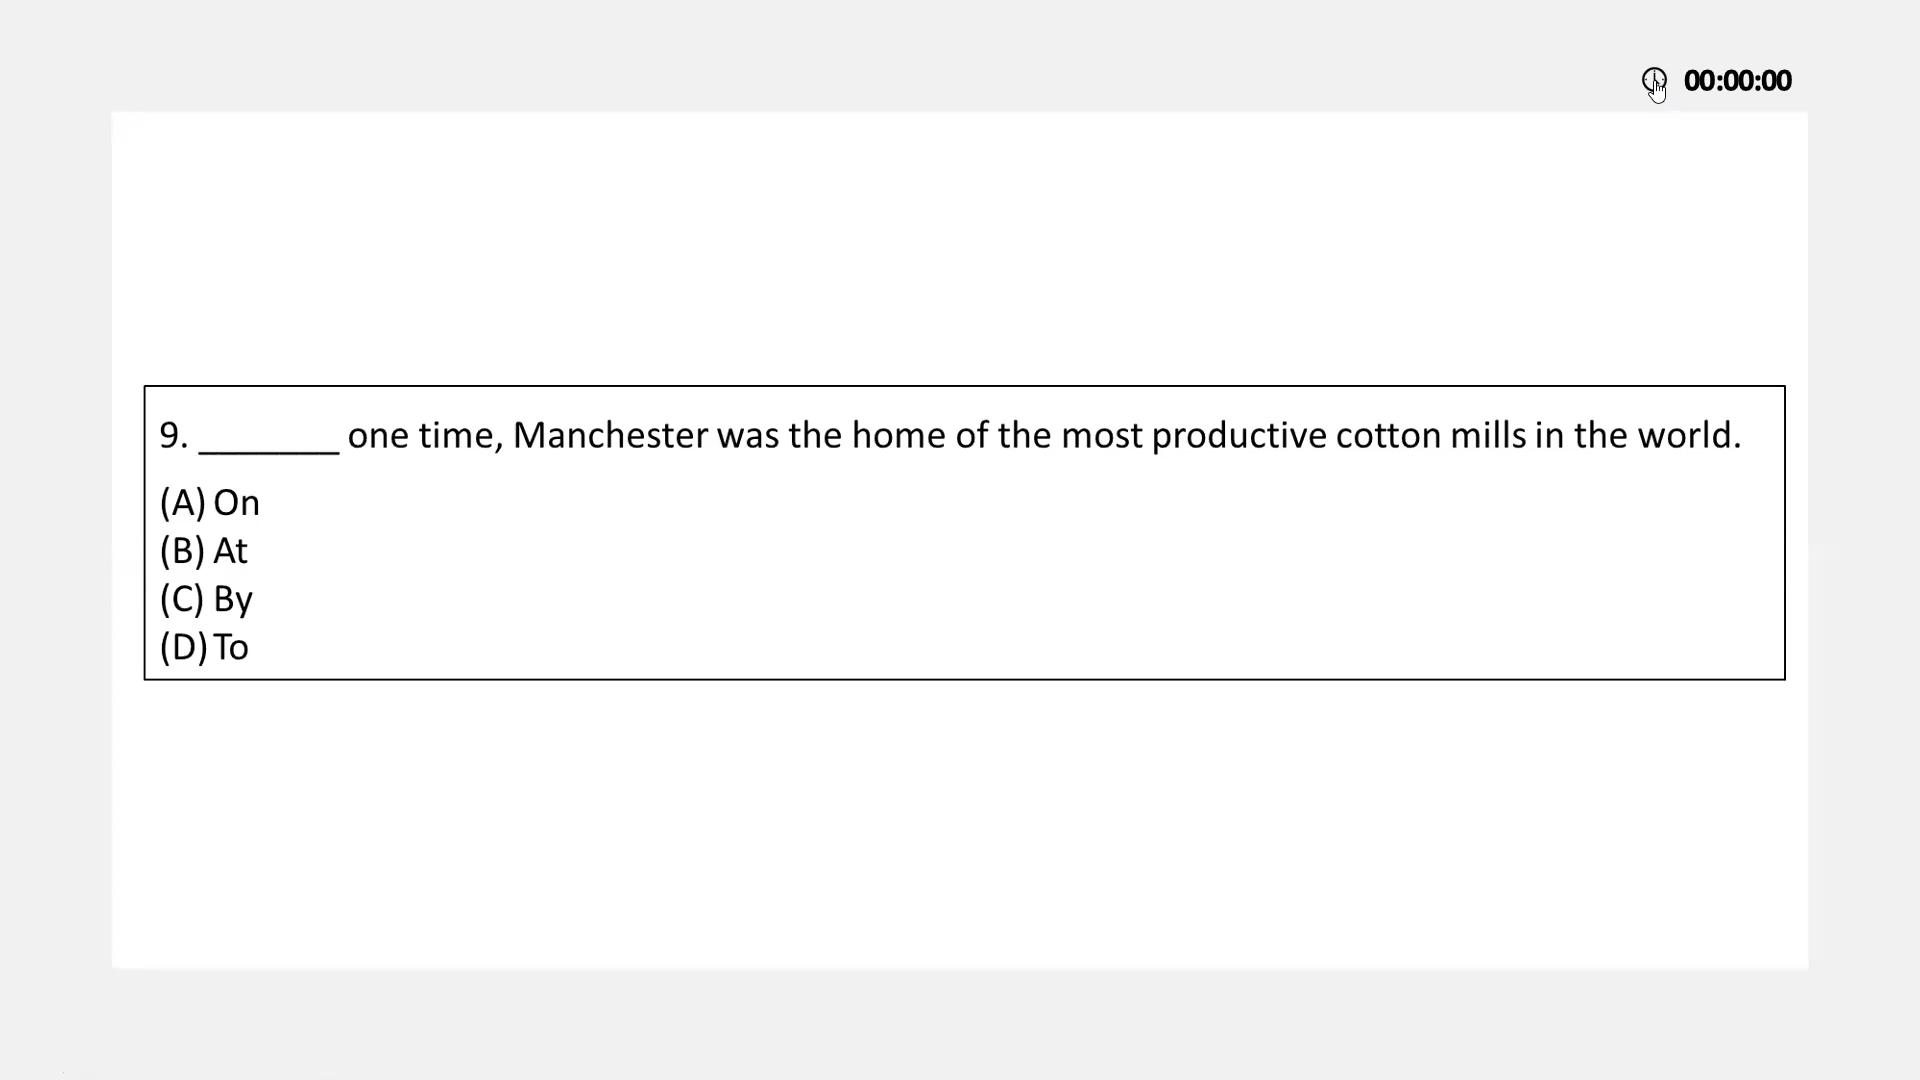 00:00:00
9. _______ one time, Manchester was the home of the most productive cotton mills in the world.
(A) On
(B) At
(C) By
(D) To